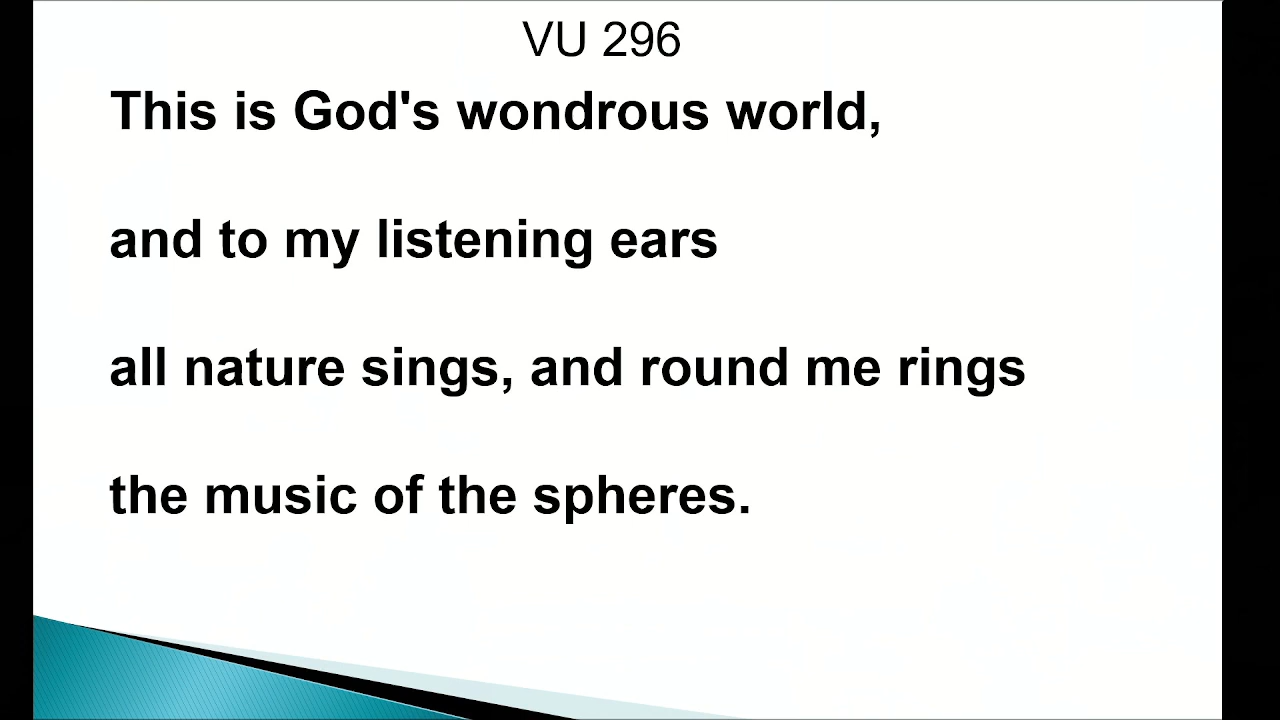 VU 296
This is God's wondrous world,
and to my listening ears
all nature sings, and round me rings
the music of the spheres.